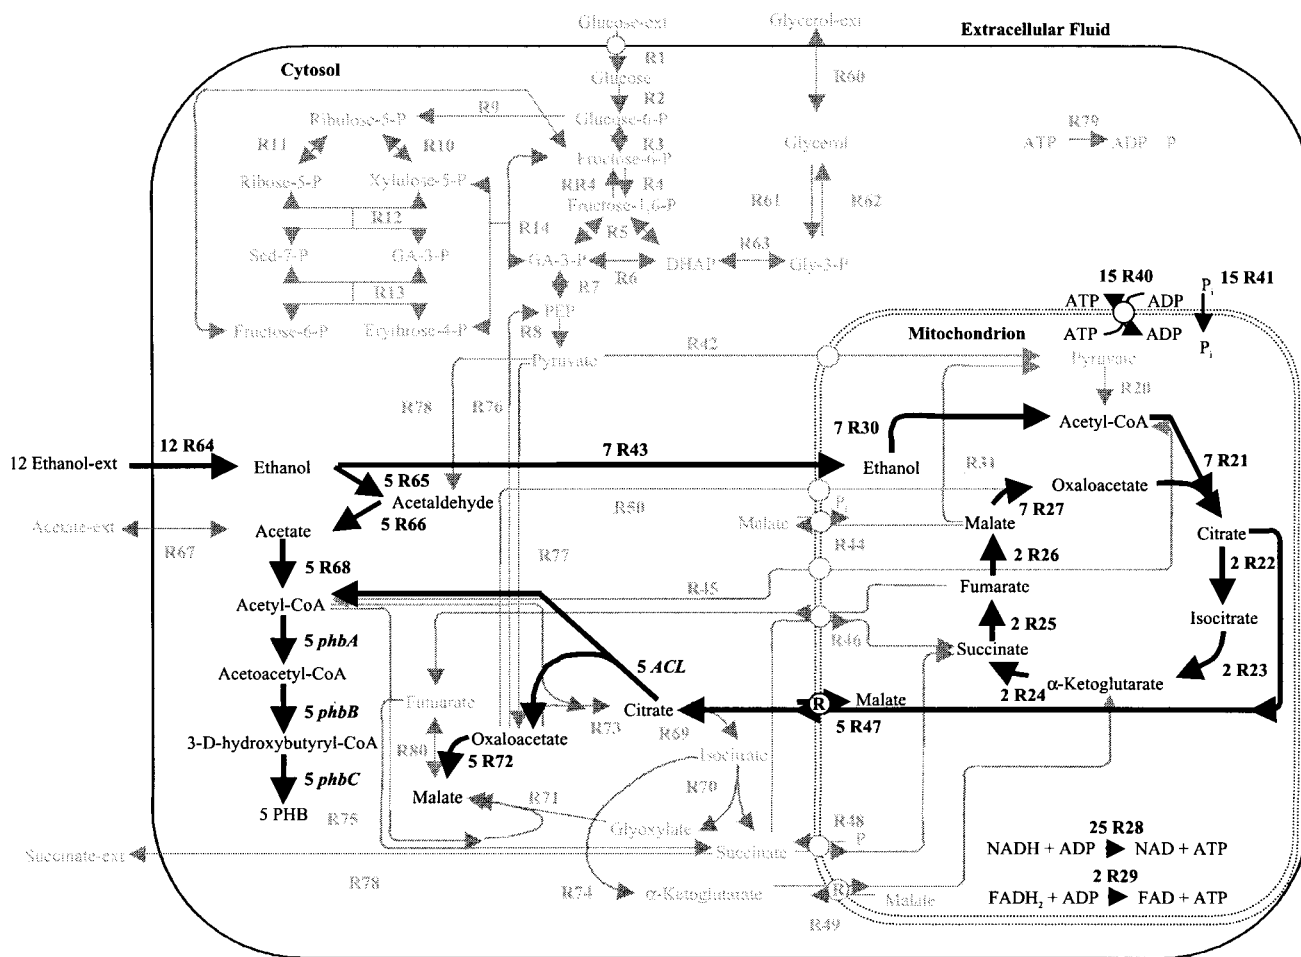 Glucose-ext
Glycerol-ext
Extracellular Fluid
Cytosol
R1
Glucose
R60
R2
R9
Ribulose-5-P
Glucose-6-P
R79
R11
R10
R3
Glycerol
ATP
ADP
P
Fructose-6-P
Ribose-5-P
Xylulose-5-P
RR4
R4
R61
R62
Fructose-1,6-P
R12
R14
R5
R63
Sed-7-P
GA-3-P
GA-3-P
DHAP
Gly-3-P
R6
15 R40
15 R41
R13
R7
ATP
ADP
Pi
PEP
Fructose-6-P
Erythrose-4-P
R8
ATP
ADP
Mitochondrion
Pi
R42
Pyruvate
Pyruvate
R78
R76
R20
7 R30
Acetyl-CoA
12 R64
7 R43
12 Ethanol-ext
Ethanol
Ethanol
R31
7 R21
5 R65
Oxaloacetate
Acetaldehyde
R50
Pi
7 R27
Acetate-ext
5 R66
Malate
Malate
Acetate
Citrate
R67
R44
R77
2 R26
2 R22
5 R68
R45
Fumarate
Acetyl-CoA
Isocitrate
5 phbA
2 R25
R46
Acetoacetyl-CoA
5 ACL
Succinate
2 R23
α-Ketoglutarate
2 R24
Fumarate
R
Malate
5 phbB
Citrate
R73
5 R47
R69
3-D-hydroxybutyryl-CoA
Oxaloacetate
R80
5 R72
Isocitrate
5 phbC
R70
Malate
R71
5 PHB
R75
Glyoxylate
R48
25 R28
P
Succinate-ext
Succinate
NADH + ADP
NAD + ATP
R78
2 R29
R74
α-Ketoglutarate
R
Malate
FADH2 + ADP
FAD + ATP
R49